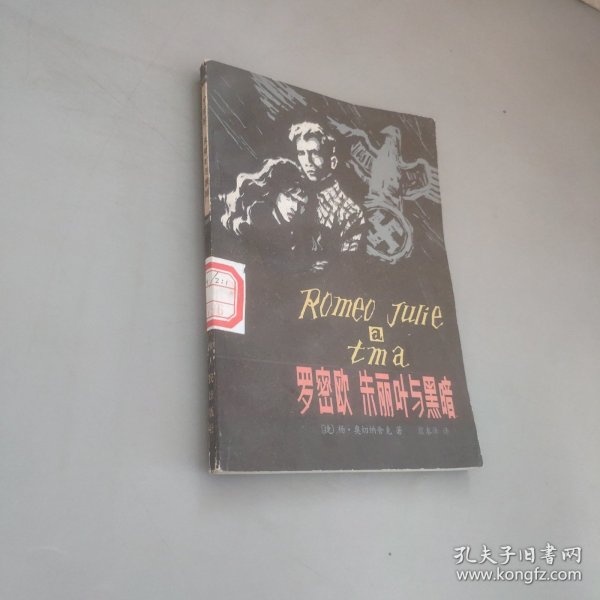 Romeo Julie
a
tma
罗密欧 朱丽叶与黑暗
[捷] 杨·奥切纳舍克 著
孔夫子旧书网
www.kongfz.com